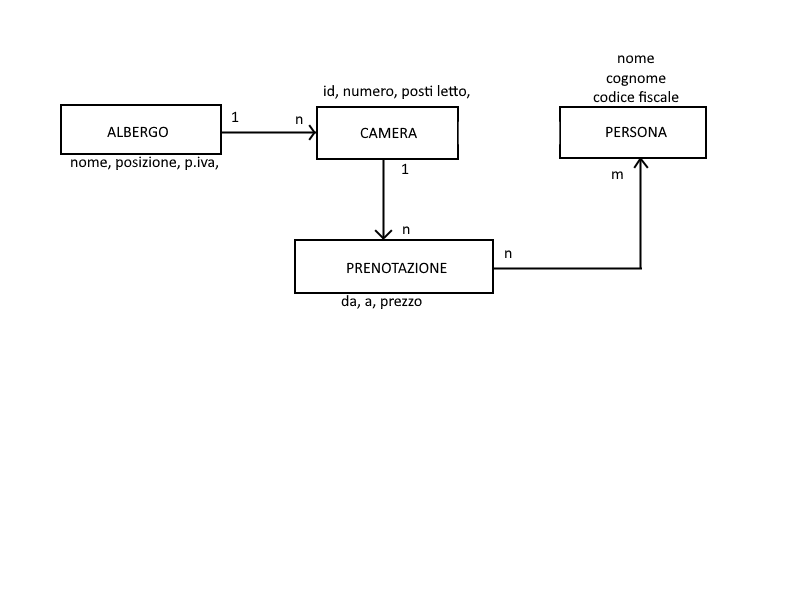 nome
cognome
codice fiscale
id, numero, posti letto,
ALBERGO
1
n
CAMERA
PERSONA
nome, posizione, p.iva,
1
m
n
n
PRENOTAZIONE
da, a, prezzo